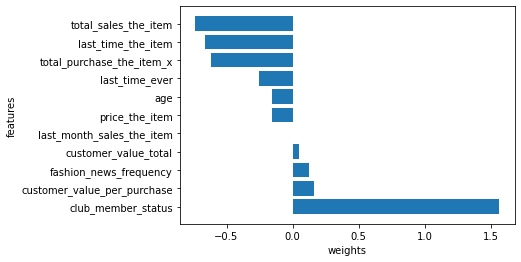 total_sales_the_item
last_time_the_item
total_purchase_the_item_x
last_time_ever
age
price_the_item
last_month_sales_the_item
customer_value_total
fashion_news_frequency
customer_value_per_purchase
club_member_status
features
−0.5 0.0 0.5 1.0 1.5
weights